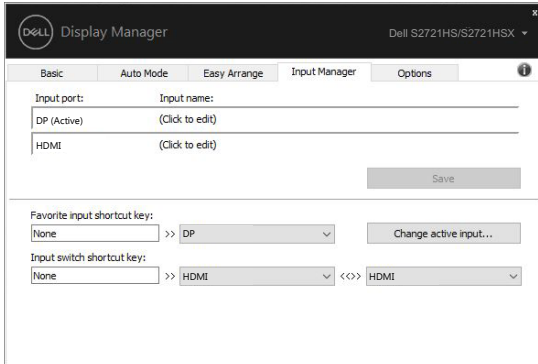 DELL Display Manager Dell S2721HS/S2721HSX
x
Basic Auto Mode Easy Arrange Input Manager Options i
Input port: Input name:
DP (Active) (Click to edit)
HDMI (Click to edit)
Save
Favorite input shortcut key:
None >> DP Change active input...
Input switch shortcut key:
None >> HDMI <<>> HDMI